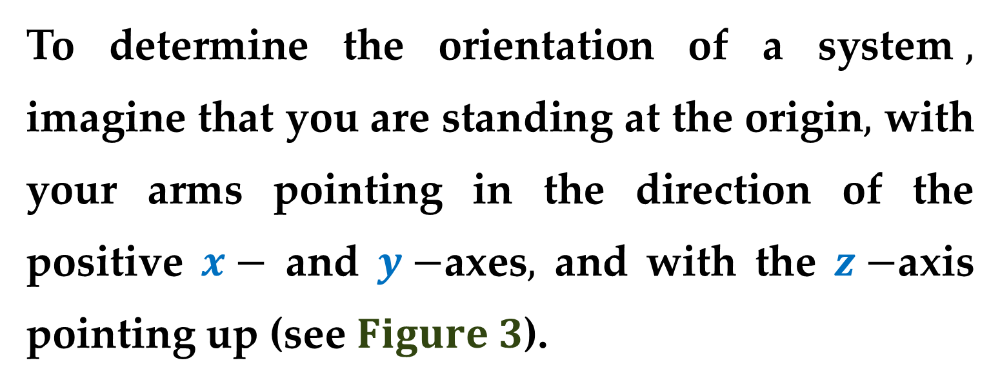 To determine the orientation of a system ,
imagine that you are standing at the origin, with
your arms pointing in the direction of the
positive x − and y −axes, and with the z −axis
pointing up (see Figure 3).